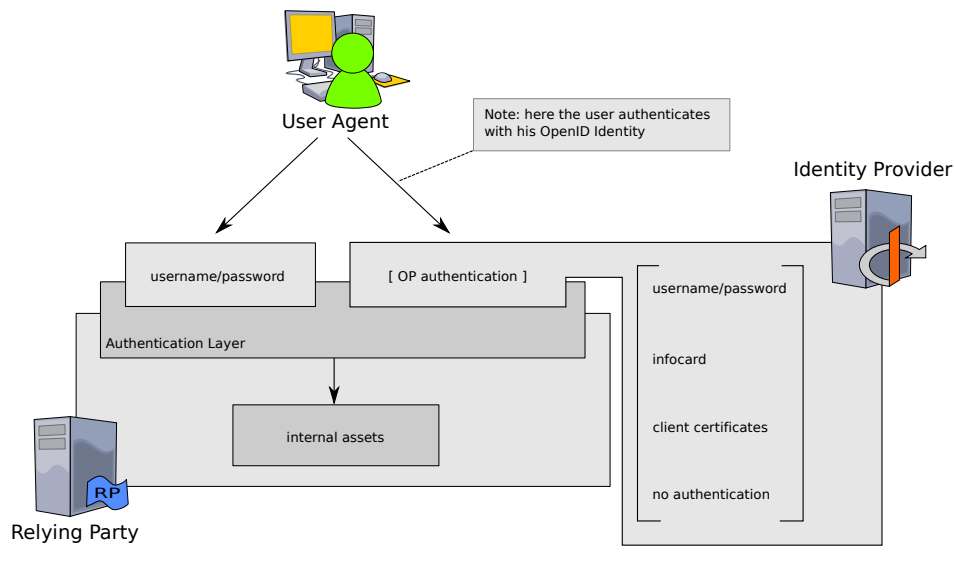 User Agent
Note: here the user authenticates
with his OpenID Identity
Identity Provider
username/password
[ OP authentication ]
username/password
Authentication Layer
infocard
internal assets
client certificates
RP
no authentication
Relying Party